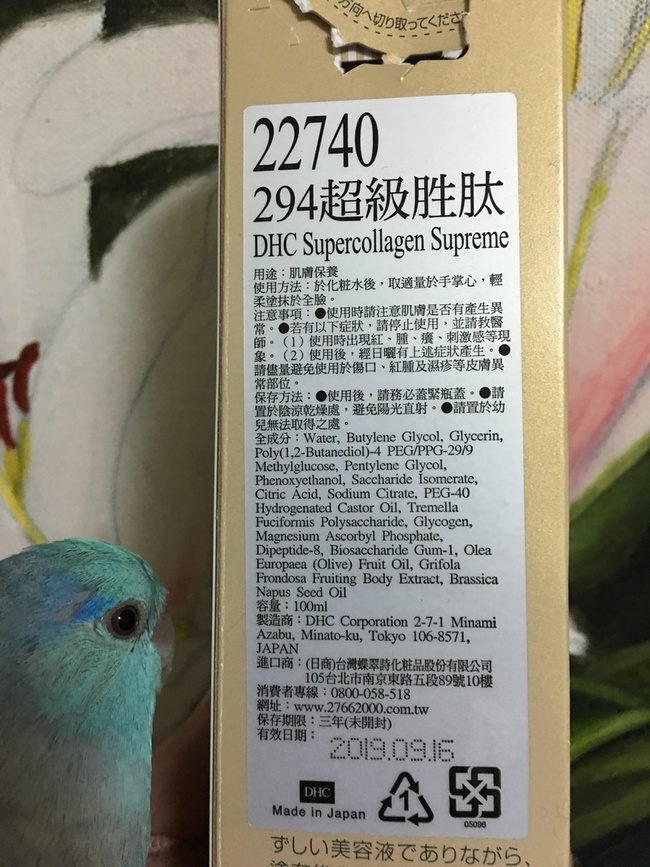 方向へ切り取ってくださ
22740
294超級胜肽
DHC Supercollagen Supreme
用途：肌膚保養
使用方法：於化粧水後，取適量於手掌心，輕
柔塗抹於全臉。
注意事項：●使用時請注意肌膚是否有產生異
常。●若有以下症狀，請停止使用，並請教醫
師。（1）使用時出現紅、腫、癢、刺激感等現
象。（2）使用後，經日曬有上述症狀產生。●
請儘量避免使用於傷口、紅腫及濕疹等皮膚異
常部位。
保存方法：●使用後，請務必蓋緊瓶蓋。●請
置於陰涼乾燥處，避免陽光直射。●請置於幼
兒無法取得之處。
全成分：Water, Butylene Glycol, Glycerin,
Poly(1,2-Butanediol)-4 PEG/PPG-29/9
Methylglucose, Pentylene Glycol,
Phenoxyethanol, Saccharide Isomerate,
Citric Acid, Sodium Citrate, PEG-40
Hydrogenated Castor Oil, Tremella
Fuciformis Polysaccharide, Glycogen,
Magnesium Ascorbyl Phosphate,
Dipeptide-8, Biosaccharide Gum-1, Olea
Europaea (Olive) Fruit Oil, Grifola
Frondosa Fruiting Body Extract, Brassica
Napus Seed Oil
容量：100ml
製造商：DHC Corporation 2-7-1 Minami
Azabu, Minato-ku, Tokyo 106-8571,
JAPAN
進口商：(日商)台灣蝶翠詩化粧品股份有限公司
105台北市南京東路五段89號10樓
消費者專線：0800-058-518
網址：www.27662000.com.tw
保存期限：三年(未開封)
有效日期：
2019.09.16
DHC
Made in Japan
1
05096
ずしい美容液でありながら、